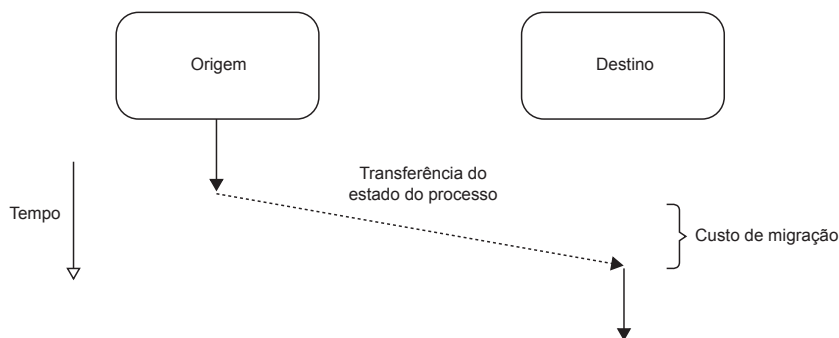 Origem
Destino
Transferência do
estado do processo
Tempo
Custo de migração